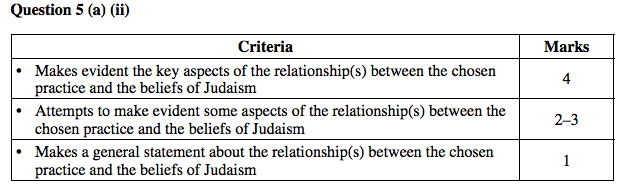 Question 5 (a) (ii)
Criteria Marks
• Makes evident the key aspects of the relationship(s) between the chosen
practice and the beliefs of Judaism
4
• Attempts to make evident some aspects of the relationship(s) between the
chosen practice and the beliefs of Judaism
2–3
• Makes a general statement about the relationship(s) between the chosen
practice and the beliefs of Judaism
1